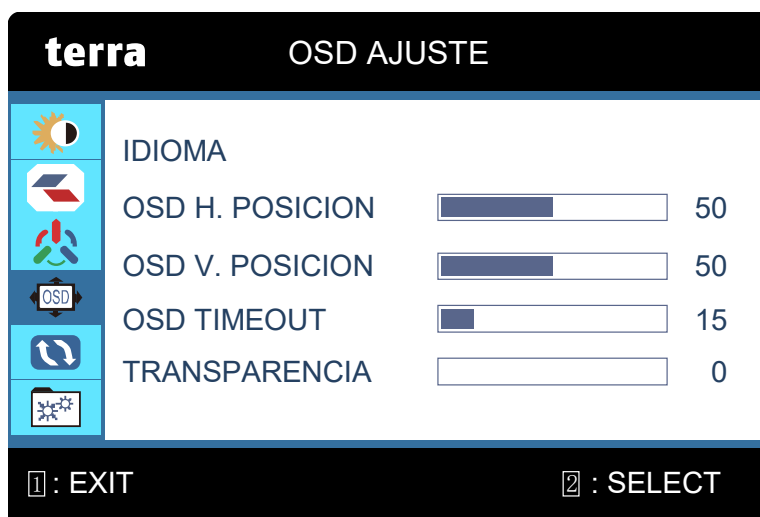 terra OSD AJUSTE
IDIOMA
OSD H. POSICION 50
OSD V. POSICION 50
OSD OSD TIMEOUT 15
TRANSPARENCIA 0
1 : EXIT 2 : SELECT